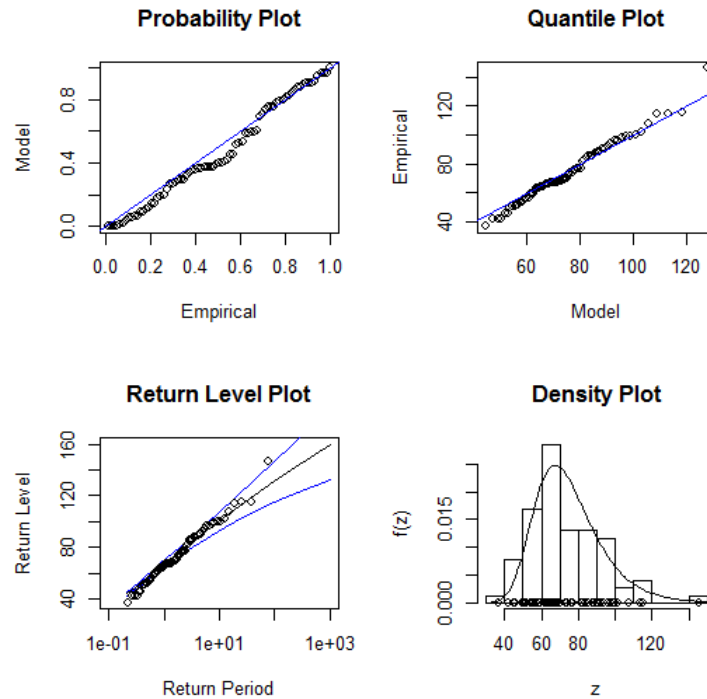 Probability Plot
Model
0.0 0.4 0.8
0.0 0.2 0.4 0.6 0.8 1.0
Empirical
Quantile Plot
Empirical
40 80 120
60 80 100 120
Model
Return Level Plot
Return Level
40 80 120 160
1e-01 1e+01 1e+03
Return Period
Density Plot
f(z)
0.000 0.015
40 60 80 120
z